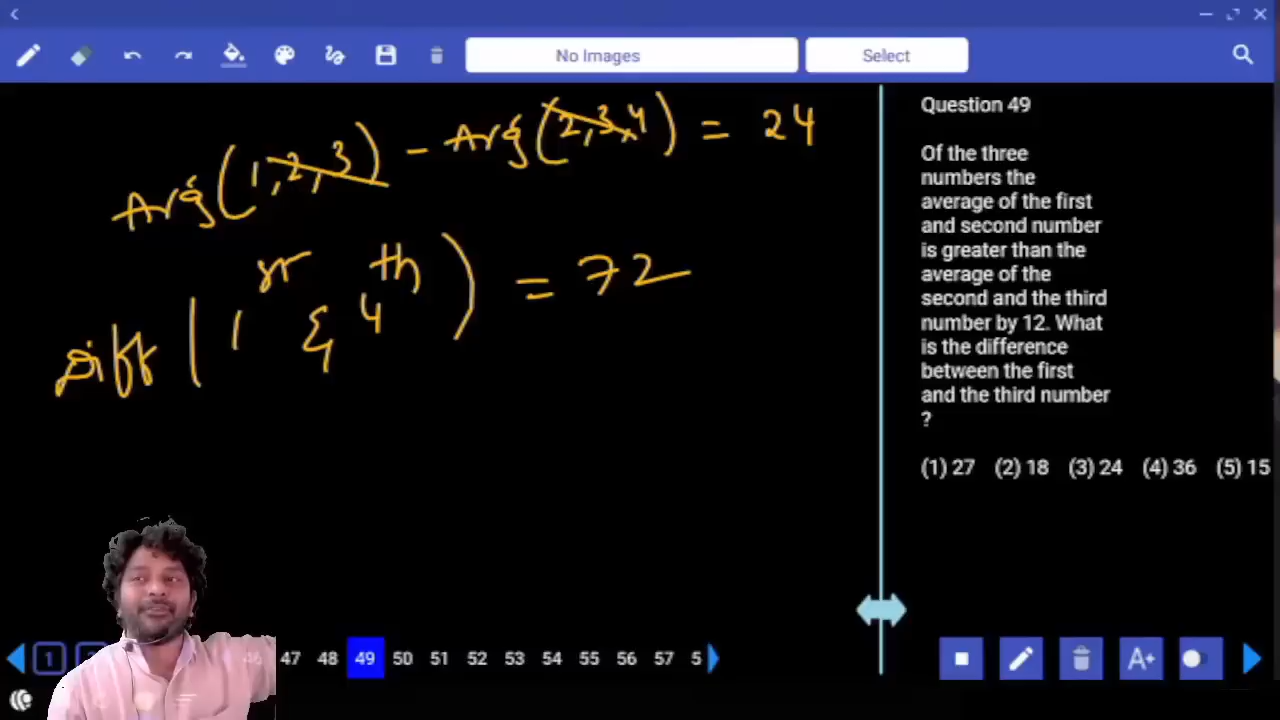 No Images
Select
Avg(1,2,3) - Avg(2,3,4) = 24
Diff (1st & 4th) = 72
Question 49
Of the three
numbers the
average of the first
and second number
is greater than the
average of the
second and the third
number by 12. What
is the difference
between the first
and the third number
?
(1) 27 (2) 18 (3) 24 (4) 36 (5) 15
1 47 48 49 50 51 52 53 54 55 56 57 5
A+